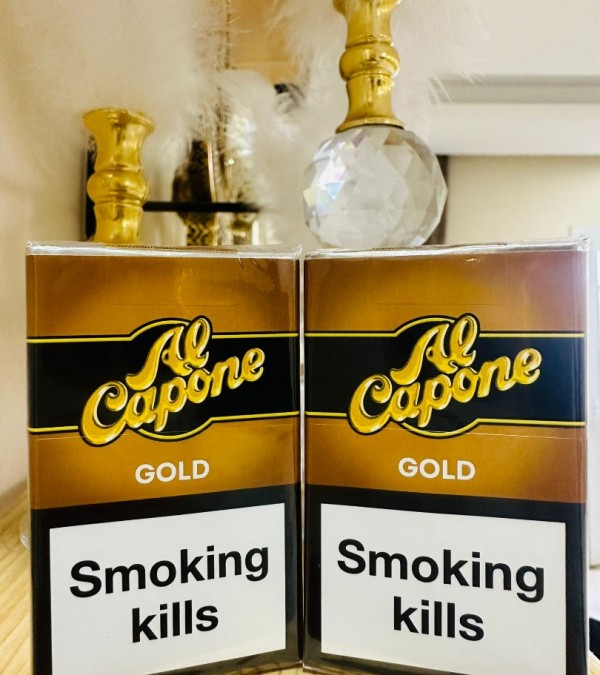 Al
Capone
GOLD
Smoking
kills
Al
Capone
GOLD
Smoking
kills